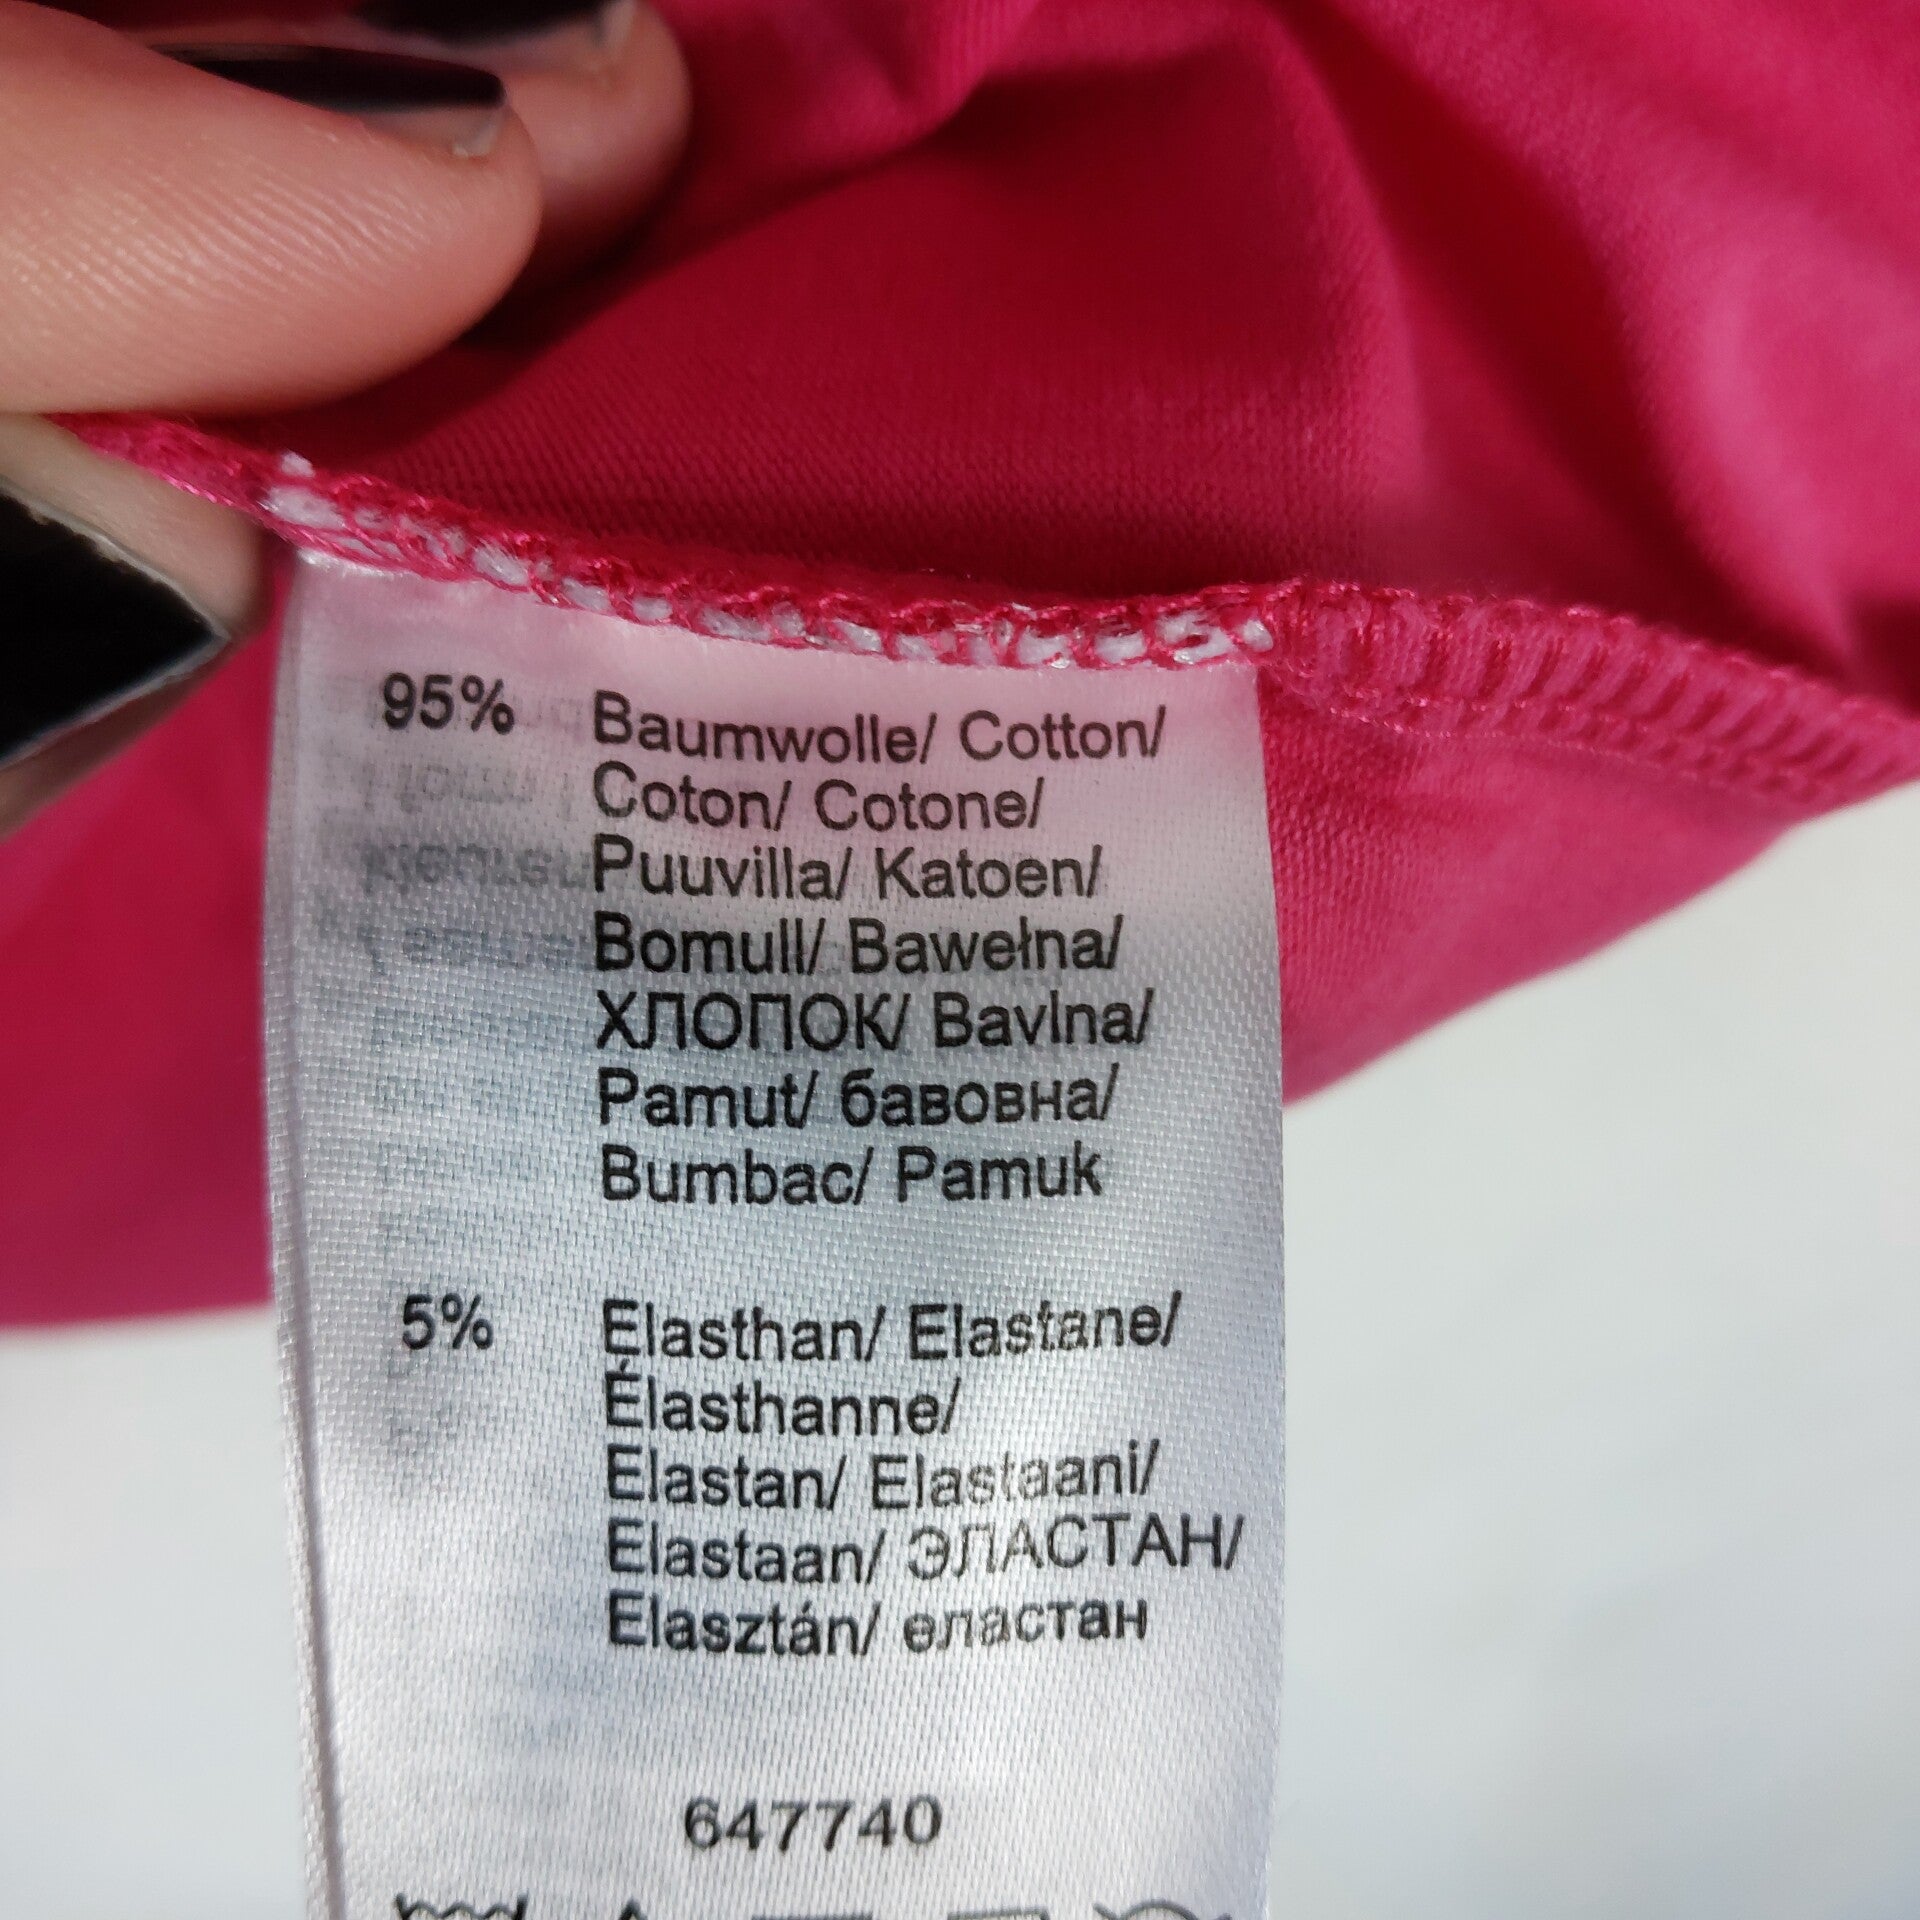 95% Baumwolle/ Cotton/
Coton/ Cotone/
Puuvilla/ Katoen/
Bomull/ Bawełna/
ХЛОПОК/ Bavlna/
Pamut/ бавовна/
Bumbac/ Pamuk
5% Elasthan/ Elastane/
Élasthanne/
Elastan/ Elastaani/
Elastaan/ ЭЛАСТАН/
Elasztán/ еластан
647740